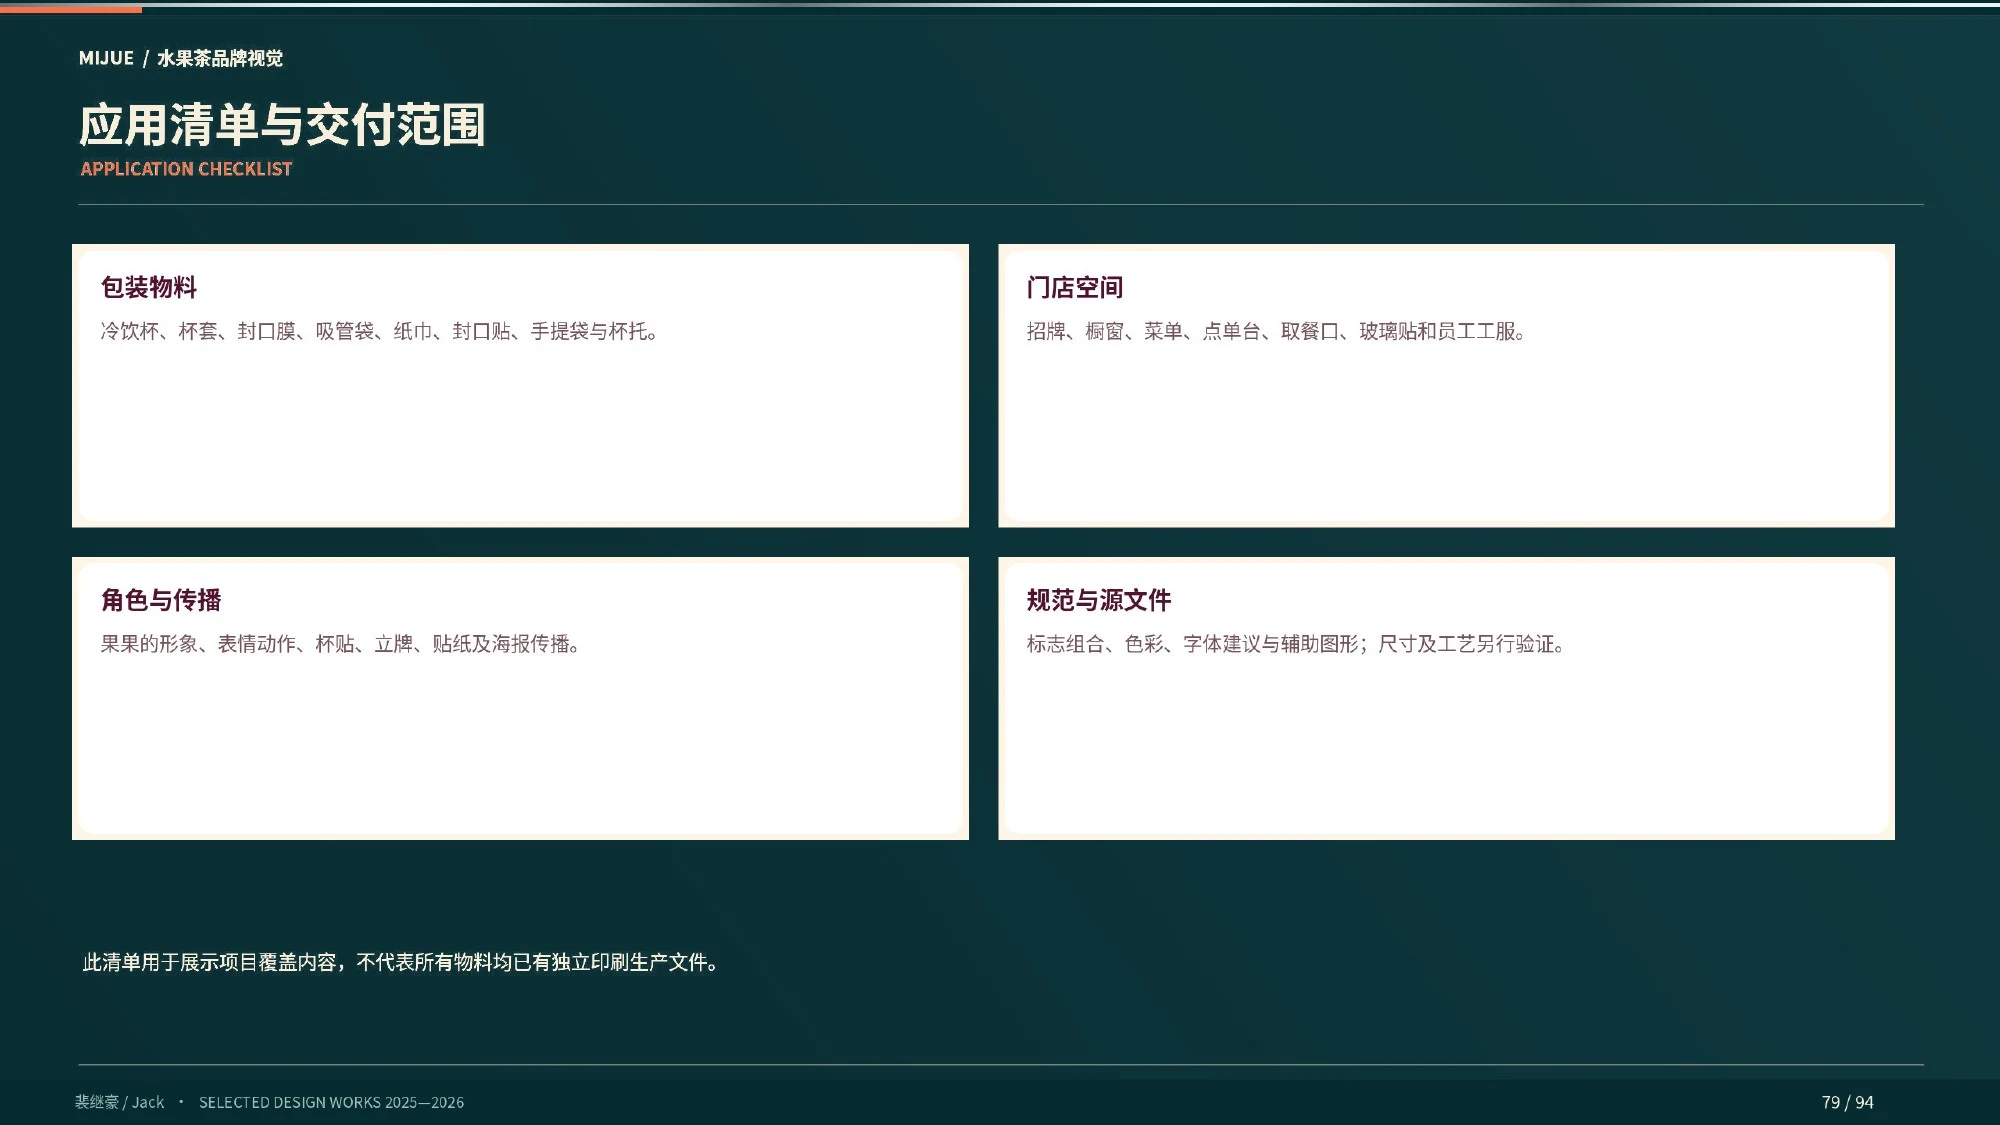 MIJUE / 水果茶品牌视觉
应用清单与交付范围
APPLICATION CHECKLIST
包装物料
冷饮杯、杯套、封口膜、吸管袋、纸巾、封口贴、手提袋与杯托。
门店空间
招牌、橱窗、菜单、点单台、取餐口、玻璃贴和员工工服。
角色与传播
果果的形象、表情动作、杯贴、立牌、贴纸及海报传播。
规范与源文件
标志组合、色彩、字体建议与辅助图形；尺寸及工艺另行验证。
此清单用于展示项目覆盖内容，不代表所有物料均已有独立印刷生产文件。
裴继豪 / Jack · SELECTED DESIGN WORKS 2025—2026
79 / 94